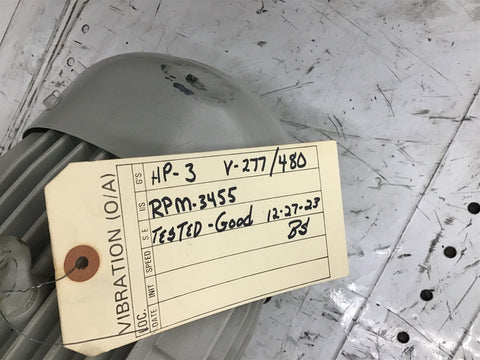 VIBRATION (O/A)
LOC.
DATE INIT SPEED S.E. I/S G'S
HP-3 V-277/480
RPM-3455
TESTED-Good 12-27-23
BS